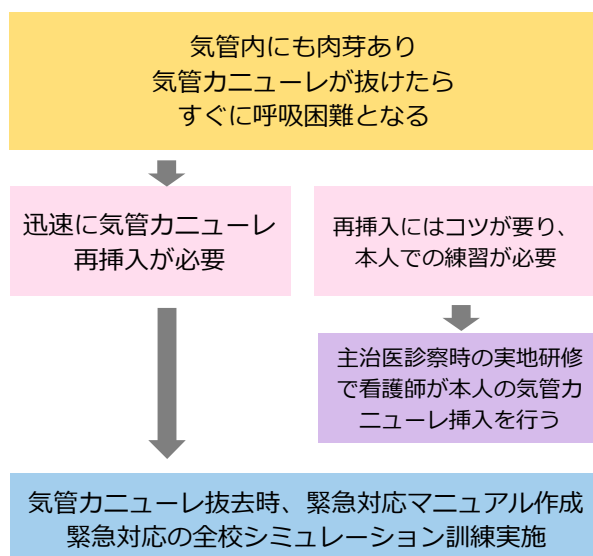 気管内にも肉芽あり
気管カニューレが抜けたら
すぐに呼吸困難となる
迅速に気管カニューレ
再挿入が必要
再挿入にはコツが要り、
本人での練習が必要
主治医診察時の実地研修
で看護師が本人の気管カ
ニューレ挿入を行う
気管カニューレ抜去時、緊急対応マニュアル作成
緊急対応の全校シミュレーション訓練実施